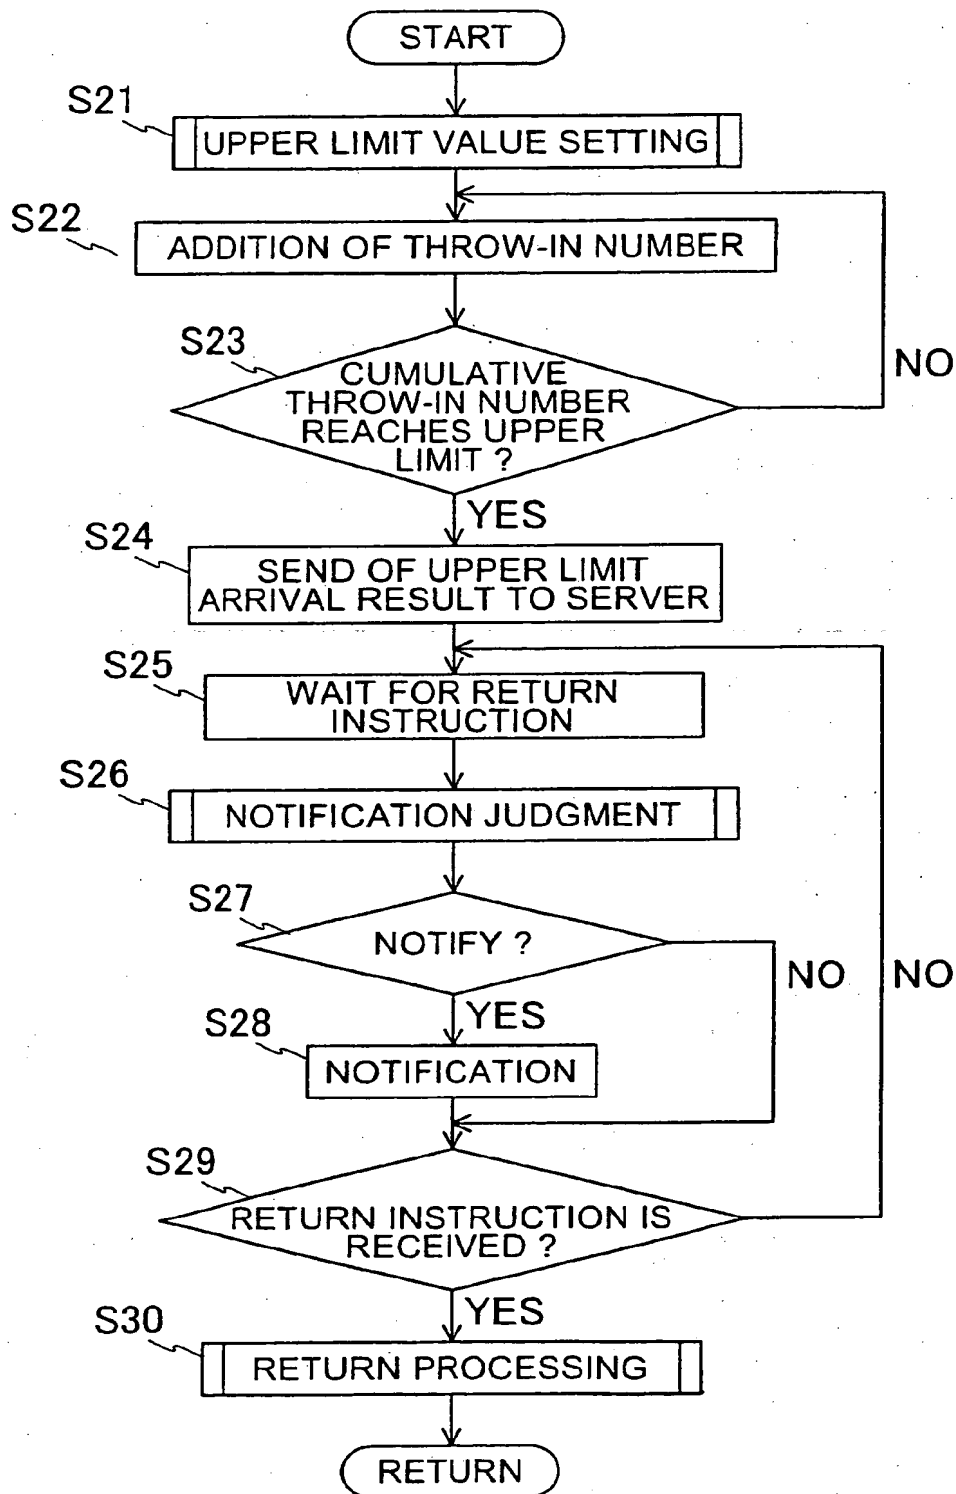 START
S21
UPPER LIMIT VALUE SETTING
S22
ADDITION OF THROW-IN NUMBER
S23
CUMULATIVE
THROW-IN NUMBER
REACHES UPPER
LIMIT ?
NO
YES
S24
SEND OF UPPER LIMIT
ARRIVAL RESULT TO SERVER
S25
WAIT FOR RETURN
INSTRUCTION
S26
NOTIFICATION JUDGMENT
S27
NOTIFY ?
NO
NO
YES
S28
NOTIFICATION
S29
RETURN INSTRUCTION IS
RECEIVED ?
YES
S30
RETURN PROCESSING
RETURN